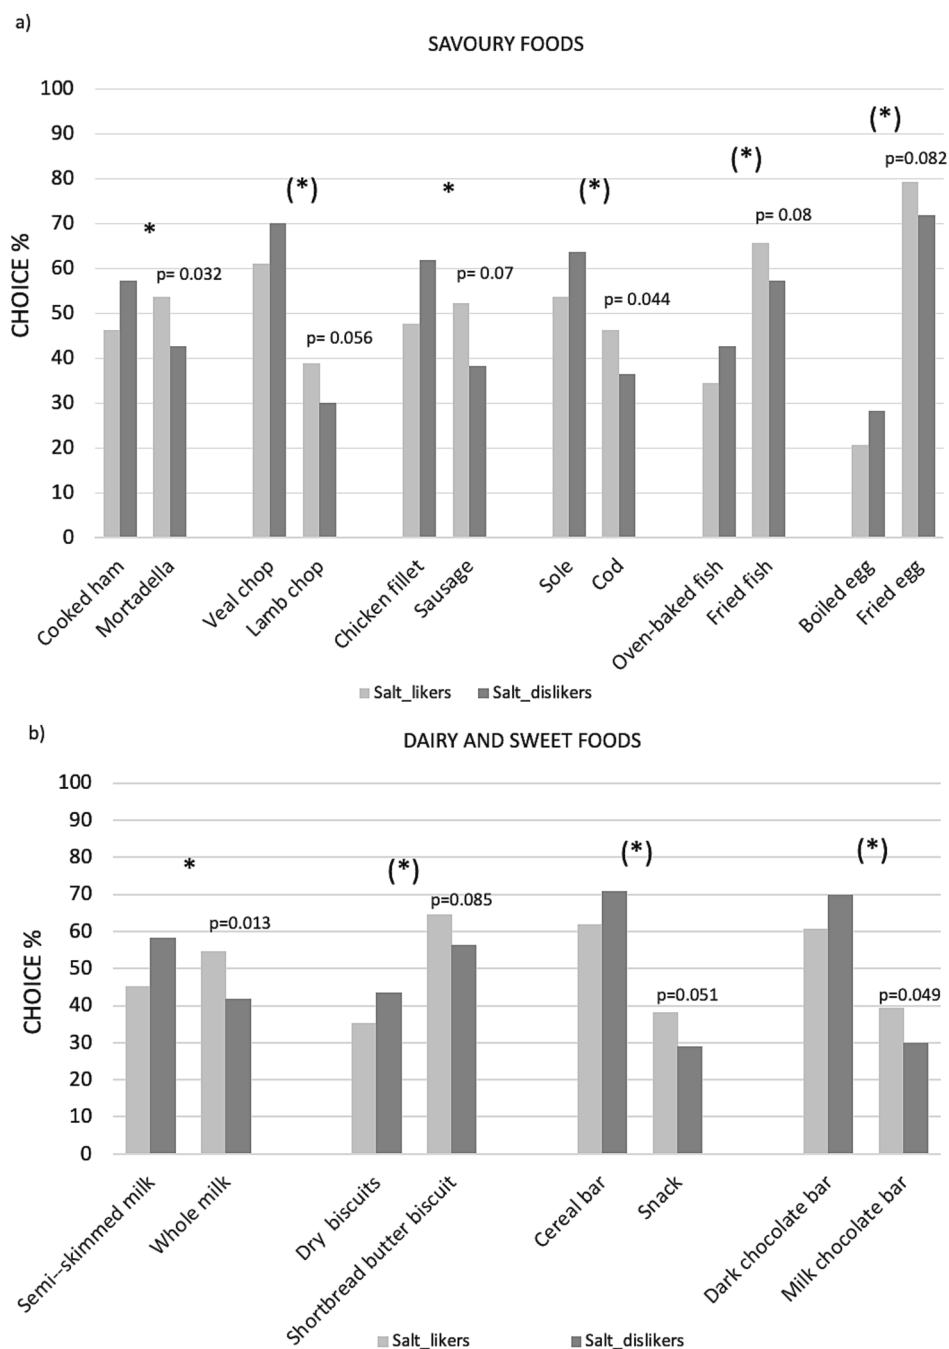 a)
SAVOURY FOODS
CHOICE %
100
90
80
70
60
50
40
30
20
10
0
*
p= 0.032
(*)
p= 0.056
*
p= 0.07
(*)
p= 0.044
(*)
p= 0.08
(*)
p=0.082
Cooked ham
Mortadella
Veal chop
Lamb chop
Chicken fillet
Sausage
Sole
Cod
Oven-baked fish
Fried fish
Boiled egg
Fried egg
Salt_likers Salt_dislikers
b)
DAIRY AND SWEET FOODS
CHOICE %
100
90
80
70
60
50
40
30
20
10
0
*
p=0.013
(*)
p=0.085
(*)
p=0.051
(*)
p=0.049
Semi--skimmed milk
Whole milk
Dry biscuits
Shortbread butter biscuit
Cereal bar
Snack
Dark chocolate bar
Milk chocolate bar
Salt_likers Salt_dislikers